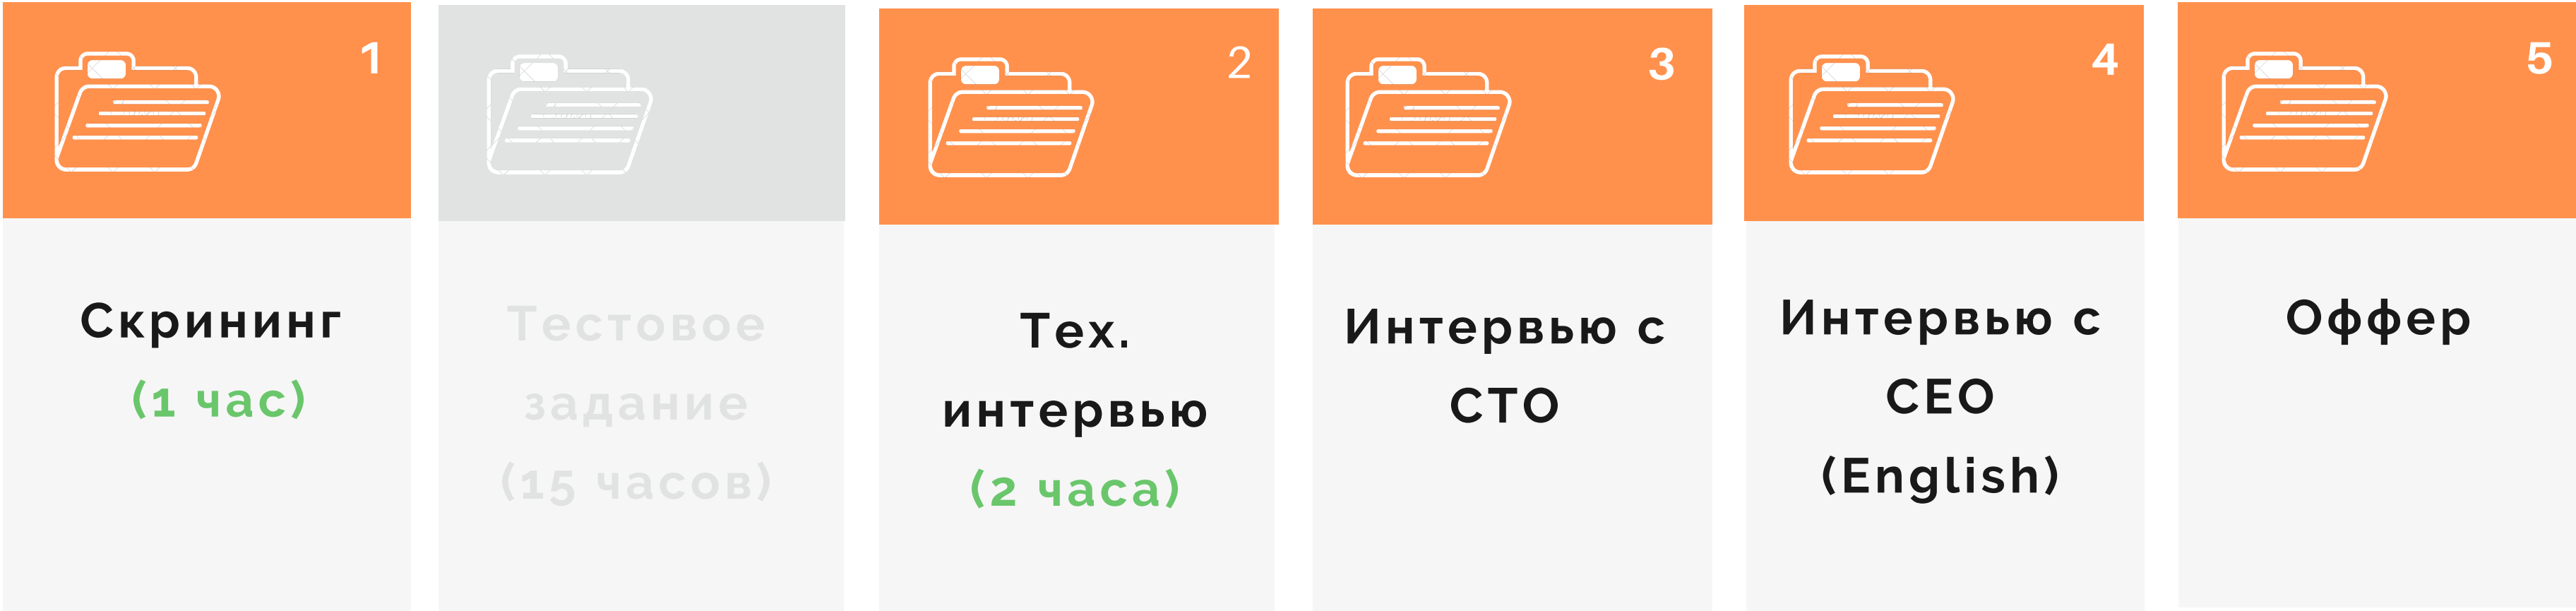 1
Скрининг
(1 час)
Тестовое
задание
(15 часов)
2
Тех.
интервью
(2 часа)
3
Интервью с
CTO
4
Интервью с
CEO
(English)
5
Оффер